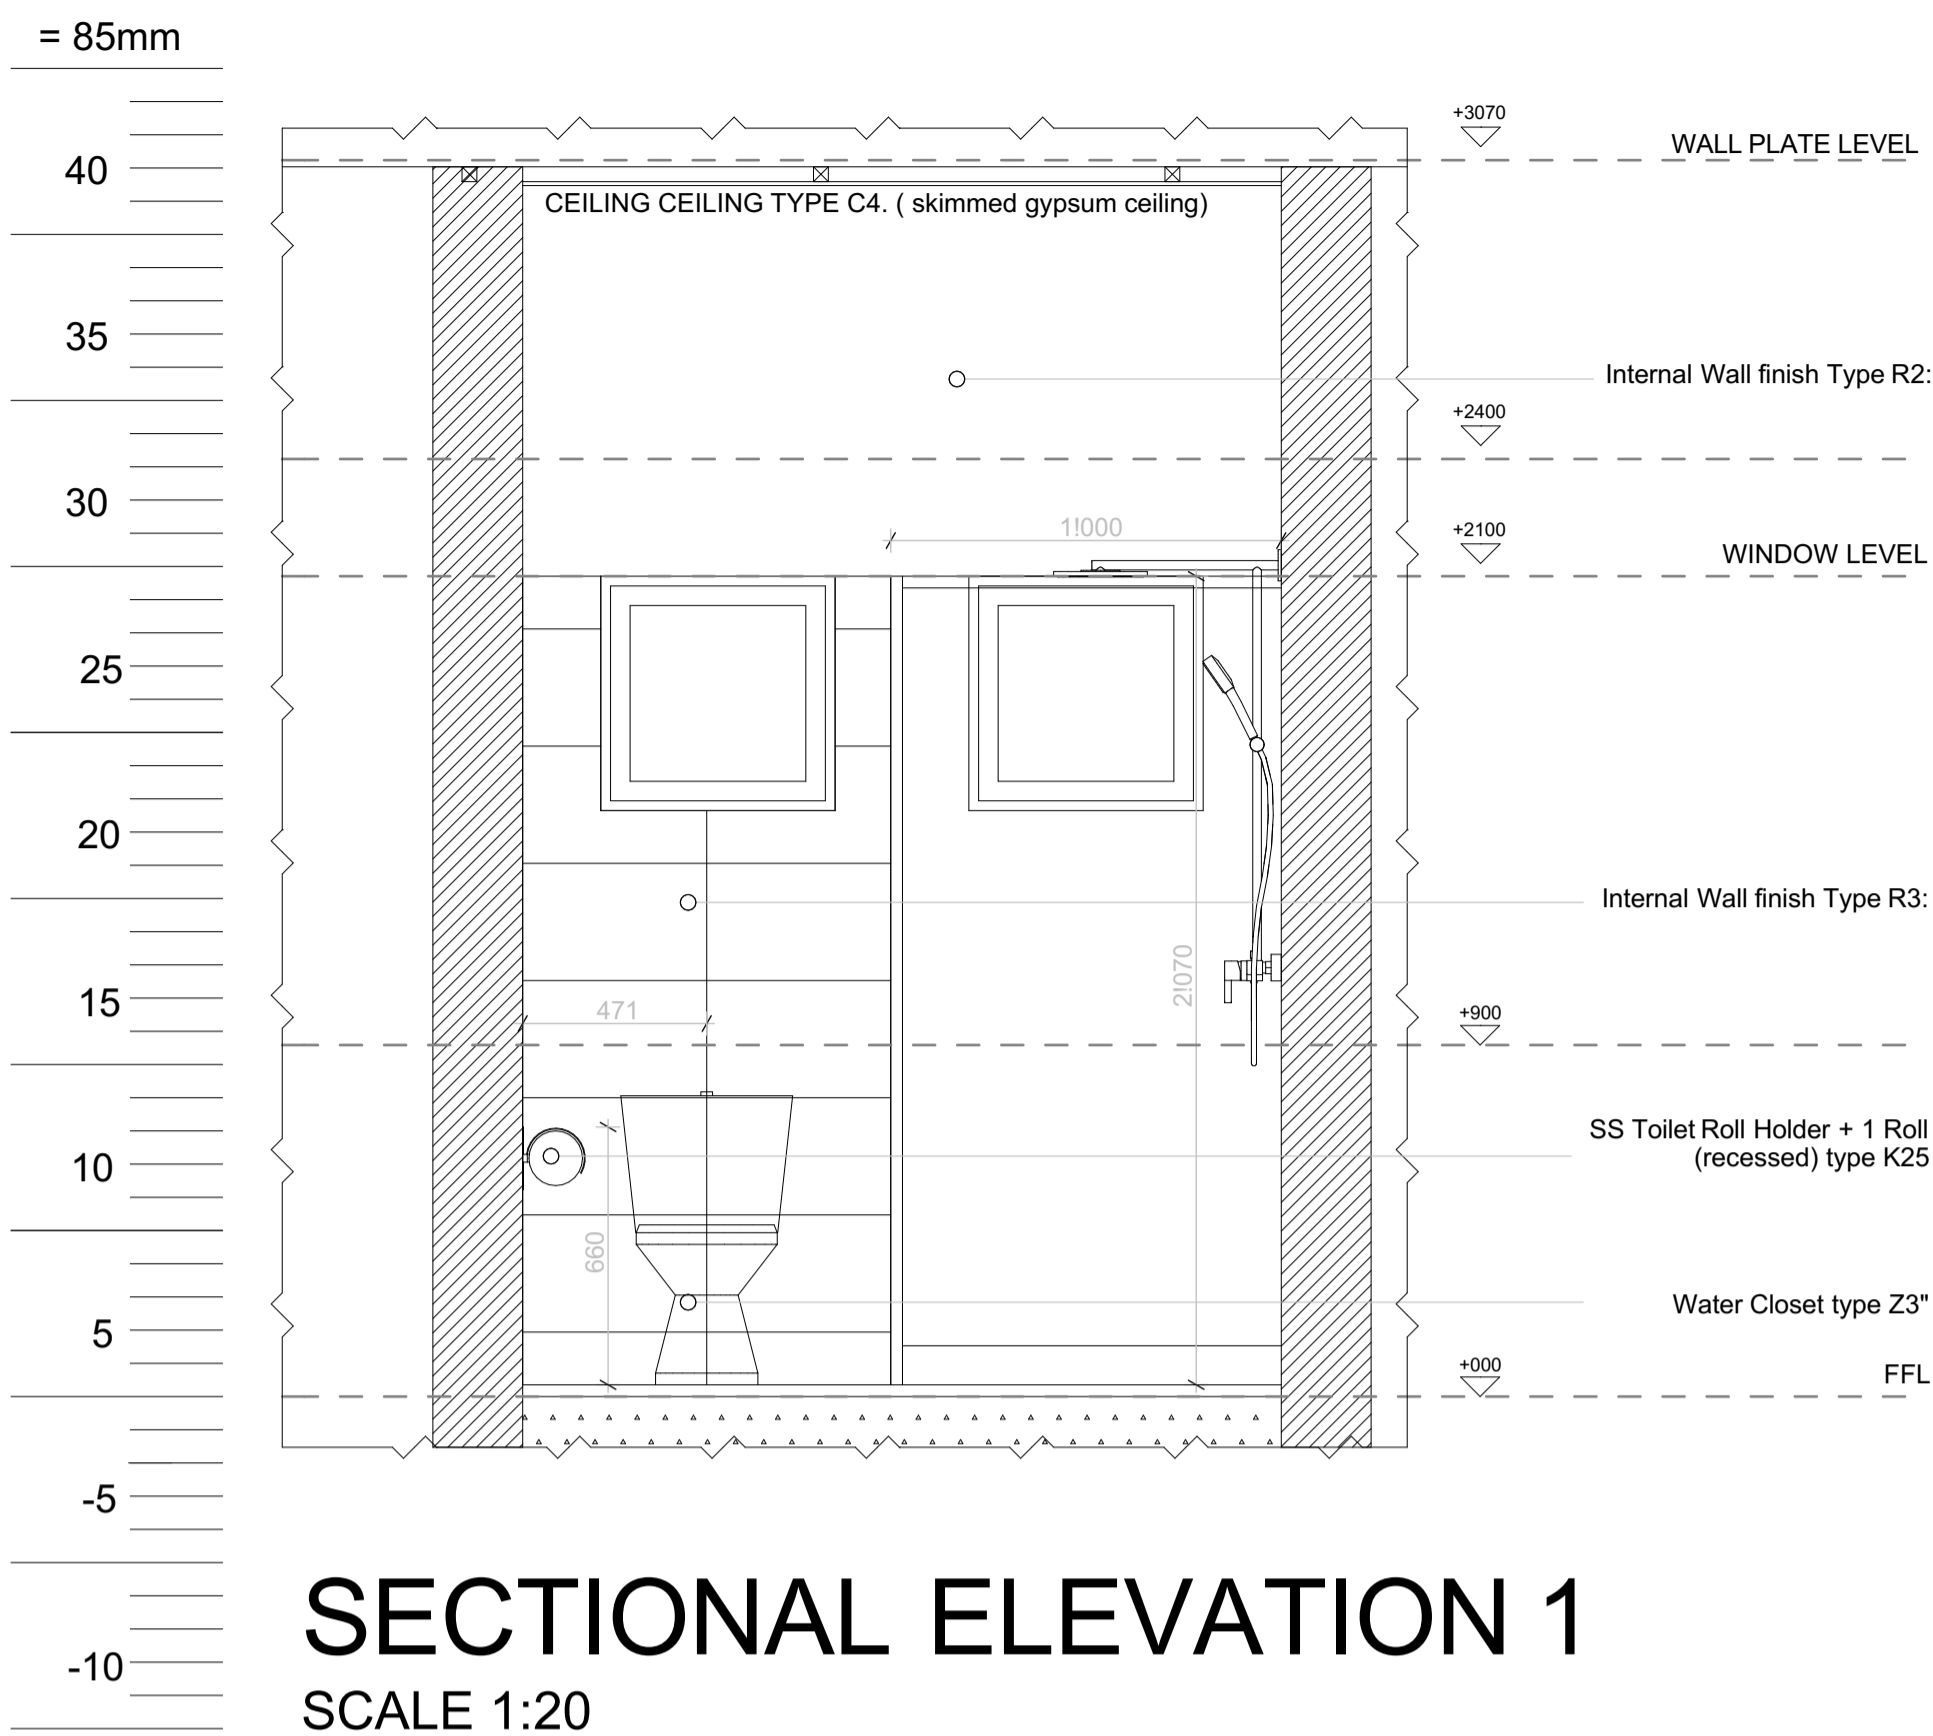 = 85mm
+3070
WALL PLATE LEVEL
40
CEILING CEILING TYPE C4. ( skimmed gypsum ceiling)
35
Internal Wall finish Type R2:
+2400
30
1!000
+2100
WINDOW LEVEL
25
20
Internal Wall finish Type R3:
2!070
15
471
+900
SS Toilet Roll Holder + 1 Roll
(recessed) type K25
10
660
Water Closet type Z3"
5
+000
FFL
-5
SECTIONAL ELEVATION 1
-10
SCALE 1:20